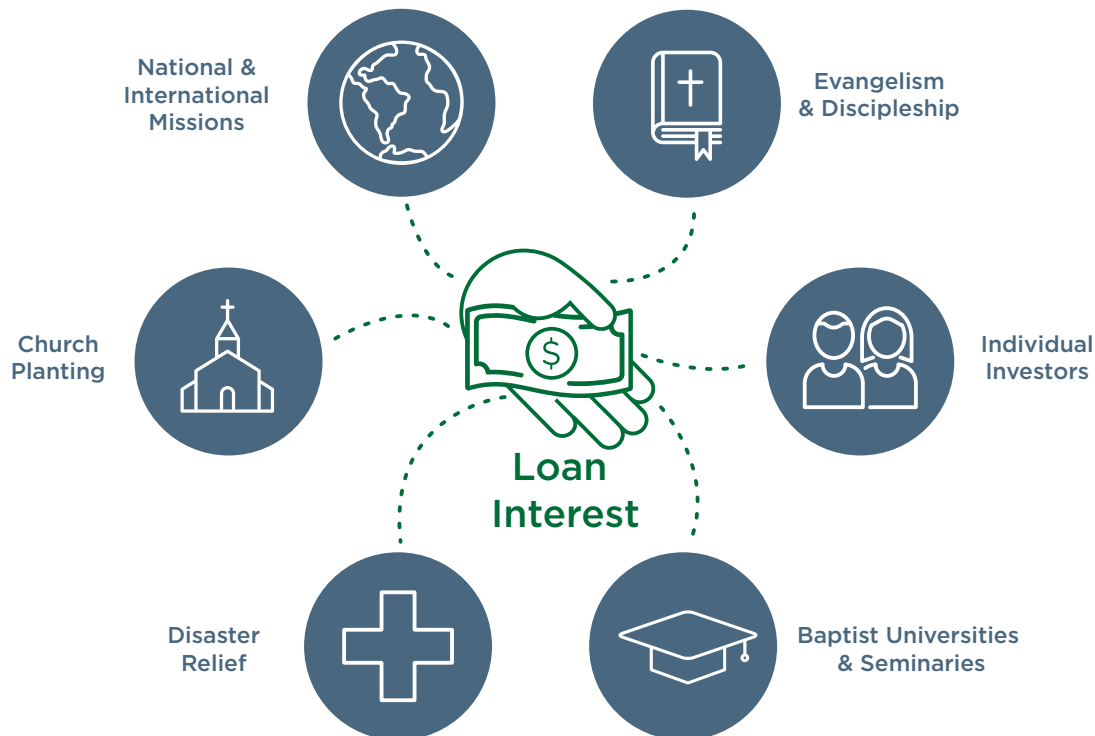 National &
International
Missions
Evangelism
& Discipleship
Church
Planting
$
Individual
Investors
Loan
Interest
Disaster
Relief
Baptist Universities
& Seminaries